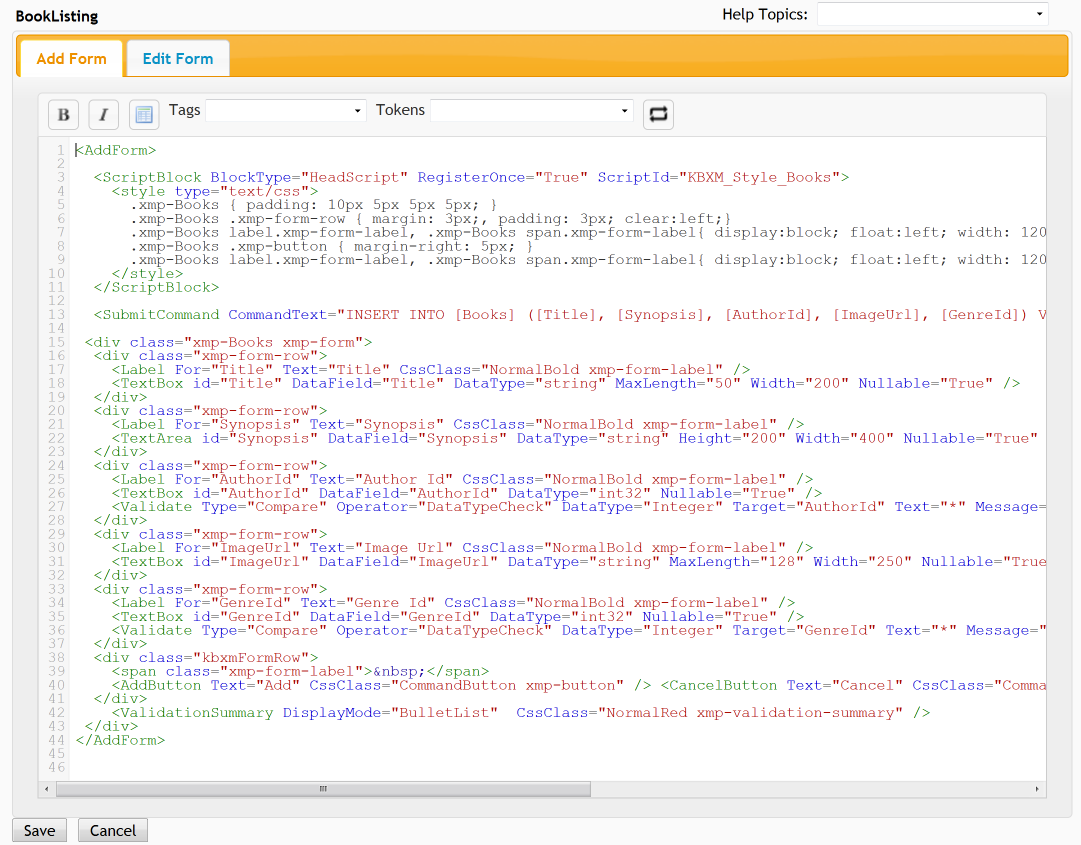 BookListing
Help Topics:
Add Form
Edit Form
B I Tags Tokens
1 <AddForm>
2
3 <ScriptBlock BlockType="HeadScript" RegisterOnce="True" ScriptId="KBXM_Style_Books">
4 <style type="text/css">
5 .xmp-Books { padding: 10px 5px 5px 5px; }
6 .xmp-Books .xmp-form-row { margin: 3px;, padding: 3px; clear:left;}
7 .xmp-Books label.xmp-form-label, .xmp-Books span.xmp-form-label{ display:block; float:left; width: 120
8 .xmp-Books .xmp-button { margin-right: 5px; }
9 .xmp-Books label.xmp-form-label, .xmp-Books span.xmp-form-label{ display:block; float:left; width: 120
10 </style>
11 </ScriptBlock>
12
13 <SubmitCommand CommandText="INSERT INTO [Books] ([Title], [Synopsis], [AuthorId], [ImageUrl], [GenreId]) V
14
15 <div class="xmp-Books xmp-form">
16 <div class="xmp-form-row">
17 <Label For="Title" Text="Title" CssClass="NormalBold xmp-form-label" />
18 <TextBox id="Title" DataField="Title" DataType="string" MaxLength="50" Width="200" Nullable="True" />
19 </div>
20 <div class="xmp-form-row">
21 <Label For="Synopsis" Text="Synopsis" CssClass="NormalBold xmp-form-label" />
22 <TextArea id="Synopsis" DataField="Synopsis" DataType="string" Height="200" Width="400" Nullable="True"
23 </div>
24 <div class="xmp-form-row">
25 <Label For="AuthorId" Text="Author Id" CssClass="NormalBold xmp-form-label" />
26 <TextBox id="AuthorId" DataField="AuthorId" DataType="int32" Nullable="True" />
27 <Validate Type="Compare" Operator="DataTypeCheck" DataType="Integer" Target="AuthorId" Text="*" Message=
28 </div>
29 <div class="xmp-form-row">
30 <Label For="ImageUrl" Text="Image Url" CssClass="NormalBold xmp-form-label" />
31 <TextBox id="ImageUrl" DataField="ImageUrl" DataType="string" MaxLength="128" Width="250" Nullable="True
32 </div>
33 <div class="xmp-form-row">
34 <Label For="GenreId" Text="Genre Id" CssClass="NormalBold xmp-form-label" />
35 <TextBox id="GenreId" DataField="GenreId" DataType="int32" Nullable="True" />
36 <Validate Type="Compare" Operator="DataTypeCheck" DataType="Integer" Target="GenreId" Text="*" Message="
37 </div>
38 <div class="kbxmFormRow">
39 <span class="xmp-form-label">&nbsp;</span>
40 <AddButton Text="Add" CssClass="CommandButton xmp-button" /> <CancelButton Text="Cancel" CssClass="Comma
41 </div>
42 <ValidationSummary DisplayMode="BulletList" CssClass="NormalRed xmp-validation-summary" />
43 </div>
44 </AddForm>
45
46
Save
Cancel